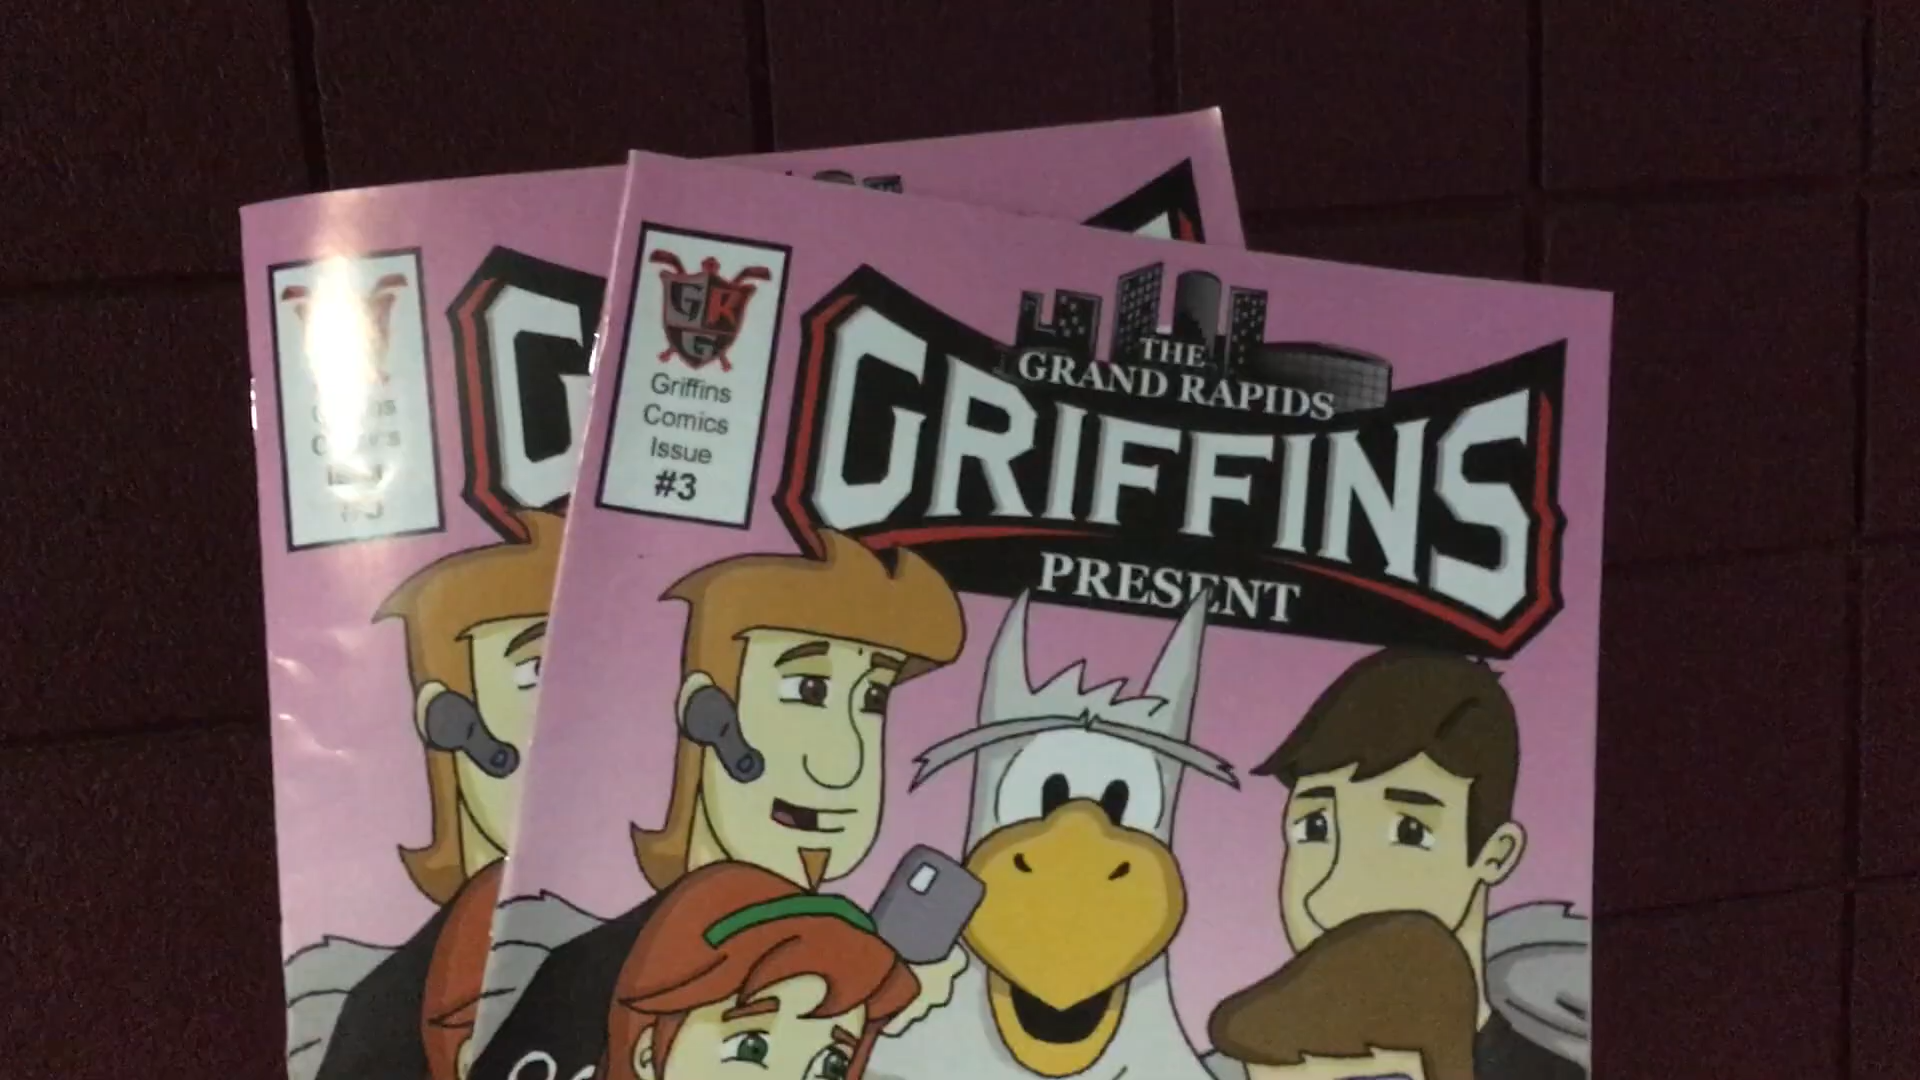 GR
G
Griffins
Comics
Issue
#3
THE
GRAND RAPIDS
GRIFFINS
PRESENT
G